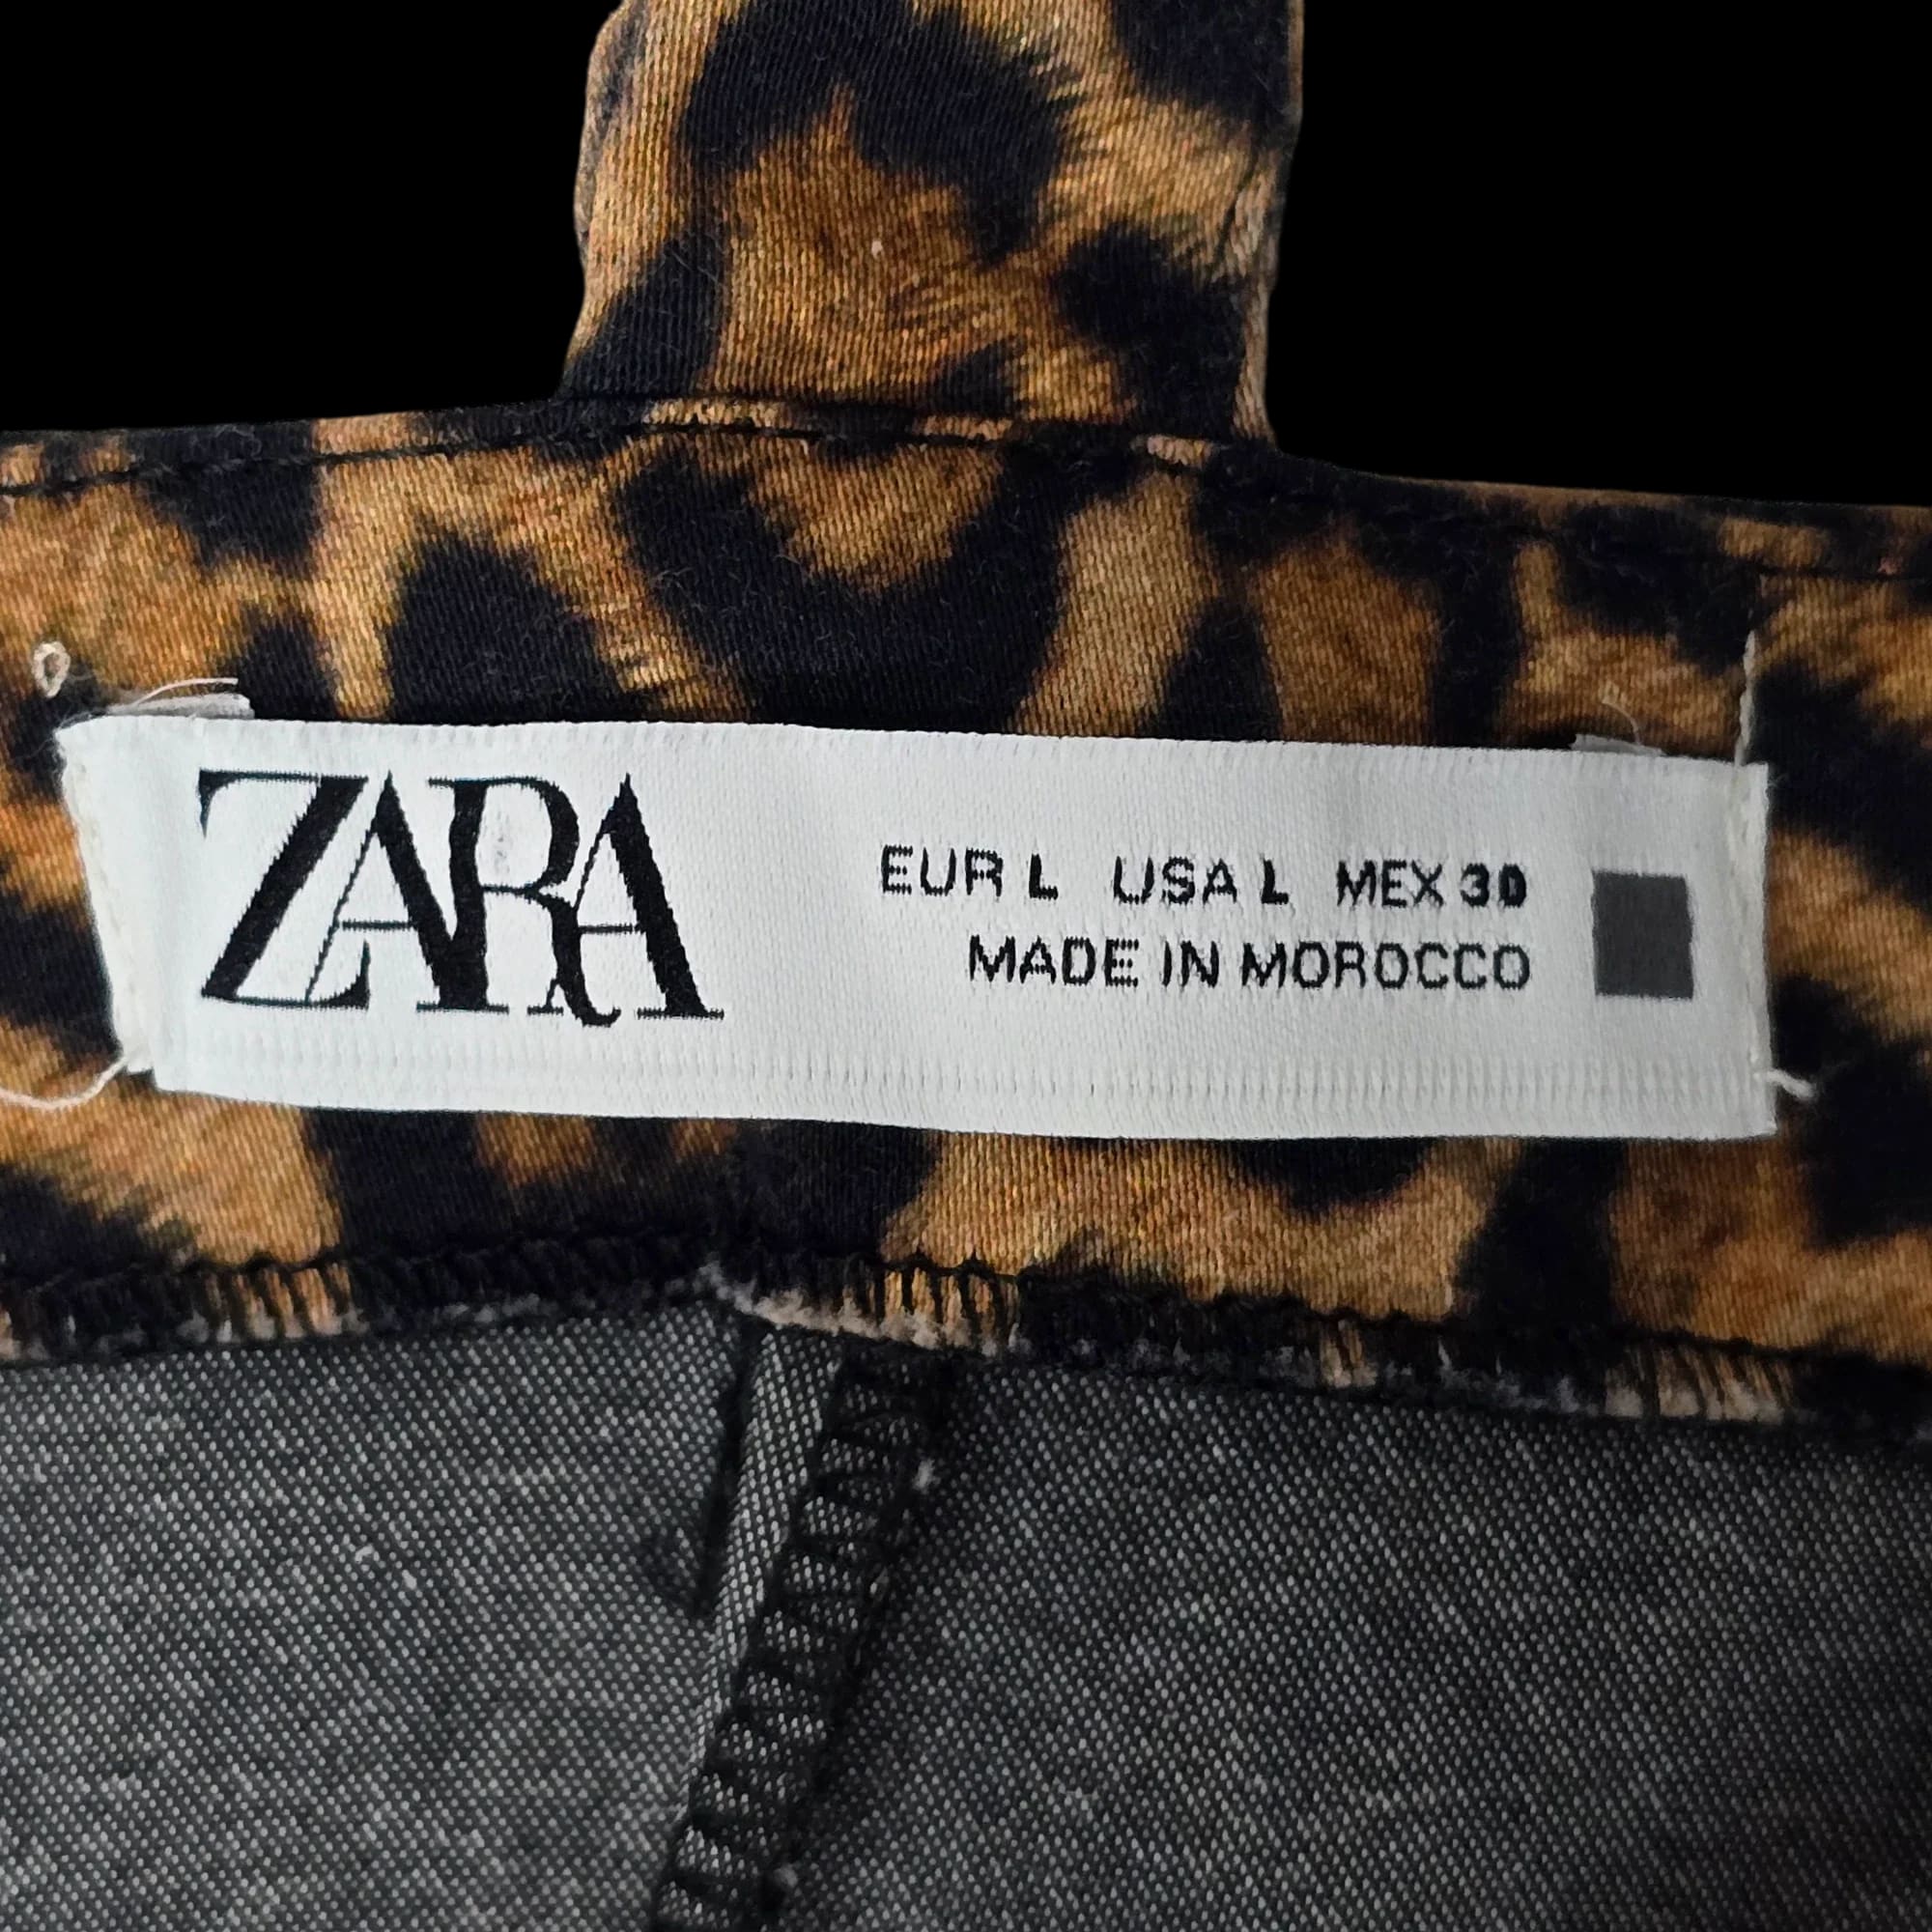 ZARA
EUR L USA L MEX 30
MADE IN MOROCCO